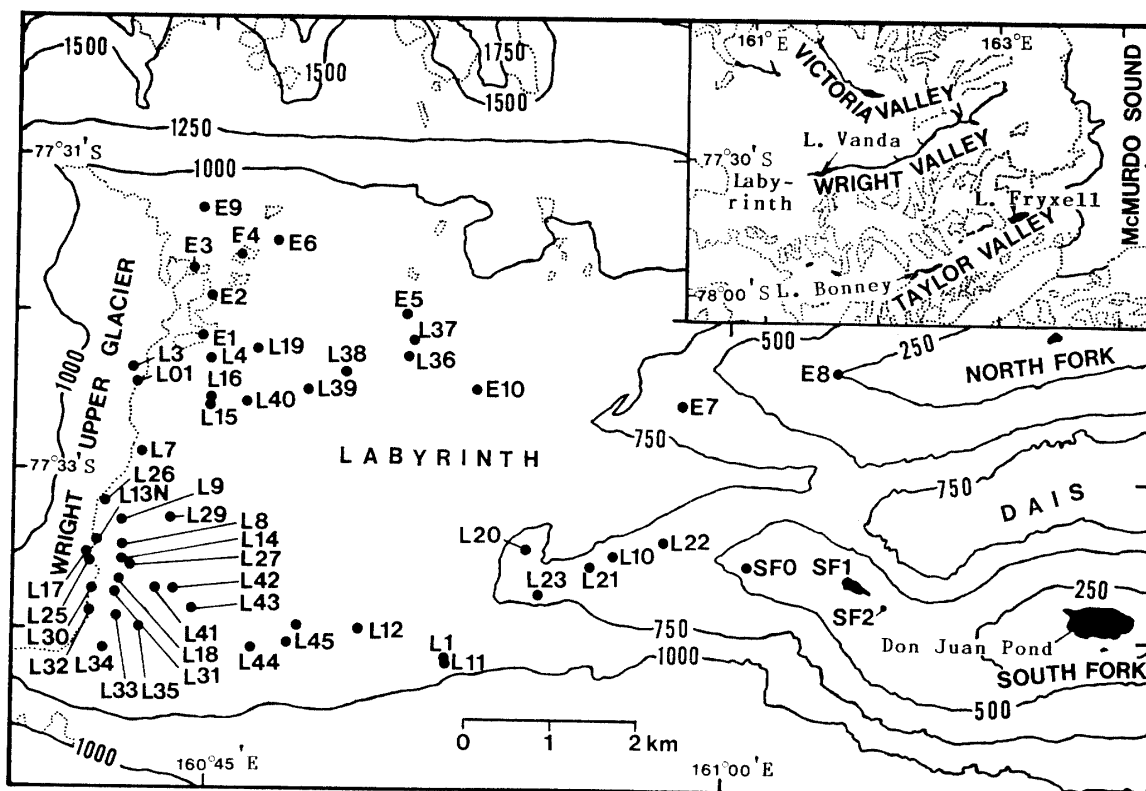 1500
1500
1750
1500
1250
77°31'S
1000
E9
E4
E6
E3
E2
E5
L37
E1
L3
L4
L19
L38
L36
L01
L16
L39
E10
L15
L40
1000
WRIGHT UPPER GLACIER
L7
77°33'S
LABYRINTH
L26
L13N
L9
L29
L8
L14
L27
L17
L42
L25
L43
L30
L41
L32
L34
L18
L31
L33
L35
L44
L45
L12
L1
L11
L20
L10
L22
L23
L21
SF0
SF1
SF2
E7
E8
750
500
250
NORTH FORK
750
DAIS
250
Don Juan Pond
SOUTH FORK
750
1000
500
1000
0 1 2 km
160°45'E
161°00'E
161°E
163°E
VICTORIA VALLEY
McMURDO SOUND
77°30'S
L. Vanda
WRIGHT VALLEY
Laby-
rinth
L. Fryxell
TAYLOR VALLEY
78°00'S
L. Bonney